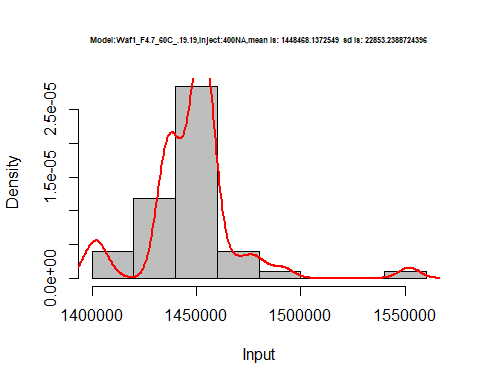 Model:Waf1_F4.7_60C_.19.19,Inject:400NA,mean is: 1448468.1372549 sd is: 22853.2388724396
Density
2.5e-05
1.5e-05
0.0e+00
1400000 1450000 1500000 1550000
Input